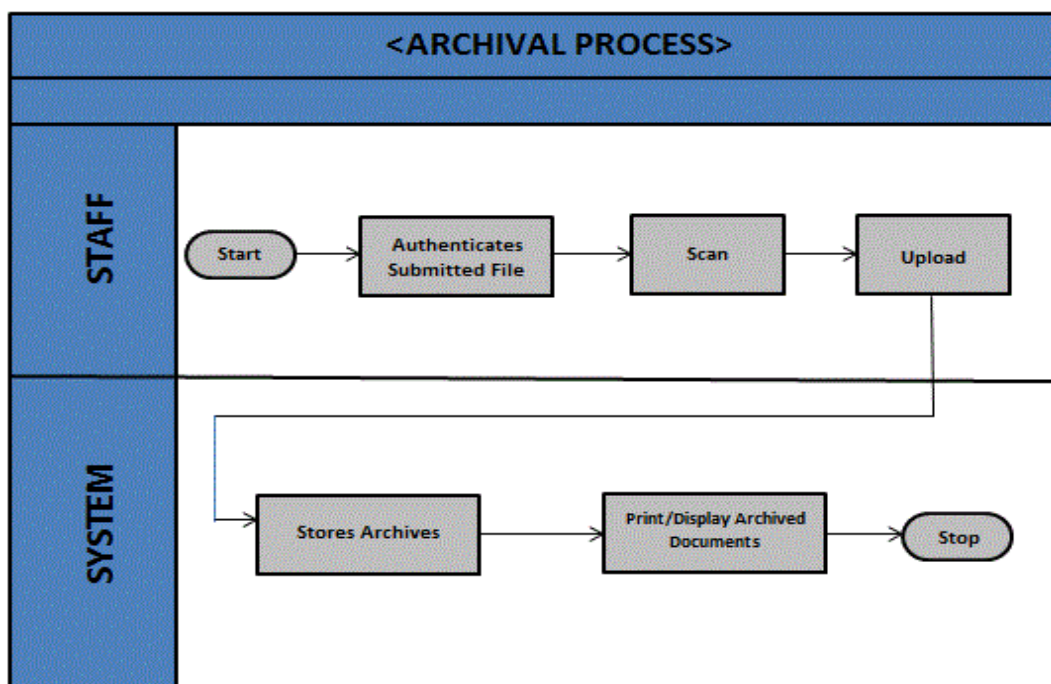 <ARCHIVAL PROCESS>
STAFF
Start
Authenticates
Submitted File
Scan
Upload
SYSTEM
Stores Archives
Print/Display Archived
Documents
Stop